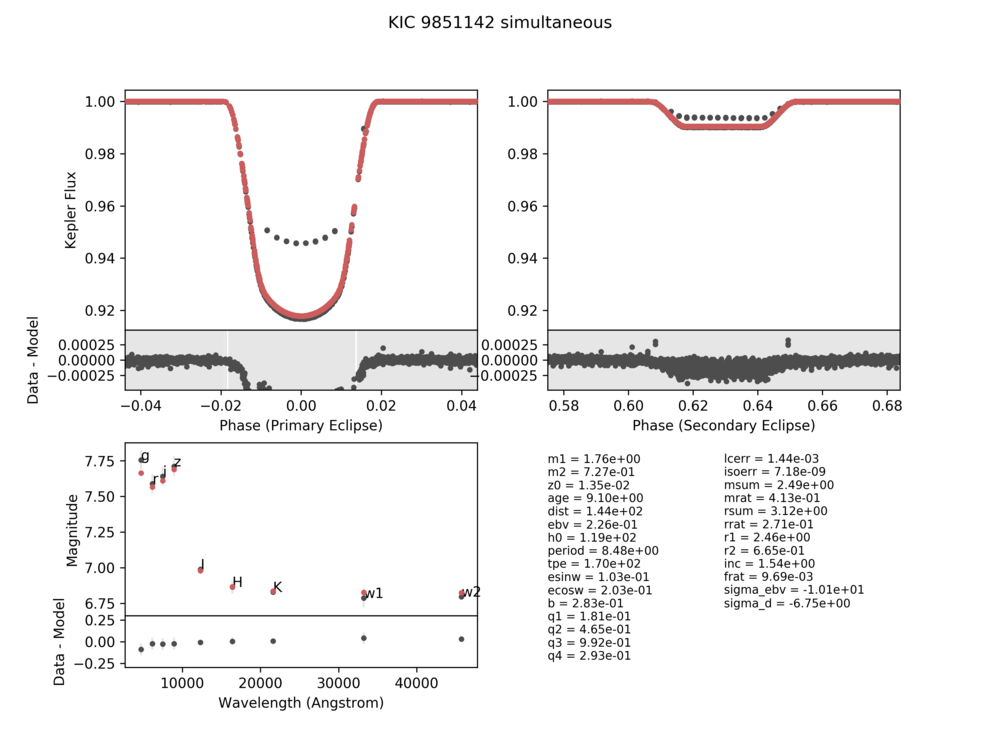 KIC 9851142 simultaneous
1.00
0.98
0.96
0.94
0.92
Kepler Flux
0.00025
0.00000
−0.00025
Data - Model
−0.04 −0.02 0.00 0.02 0.04
Phase (Primary Eclipse)
1.00
0.98
0.96
0.94
0.92
0.00025
0.00000
0.00025
0.58 0.60 0.62 0.64 0.66 0.68
Phase (Secondary Eclipse)
7.75
7.50
7.25
7.00
6.75
Magnitude
g
r
i
z
J
H
K
w1
w2
0.25
0.00
−0.25
Data - Model
10000 20000 30000 40000
Wavelength (Angstrom)
m1 = 1.76e+00
m2 = 7.27e-01
z0 = 1.35e-02
age = 9.10e+00
dist = 1.44e+02
ebv = 2.26e-01
h0 = 1.19e+02
period = 8.48e+00
tpe = 1.70e+02
esinw = 1.03e-01
ecosw = 2.03e-01
b = 2.83e-01
q1 = 1.81e-01
q2 = 4.65e-01
q3 = 9.92e-01
q4 = 2.93e-01
lcerr = 1.44e-03
isoerr = 7.18e-09
msum = 2.49e+00
mrat = 4.13e-01
rsum = 3.12e+00
rrat = 2.71e-01
r1 = 2.46e+00
r2 = 6.65e-01
inc = 1.54e+00
frat = 9.69e-03
sigma_ebv = -1.01e+01
sigma_d = -6.75e+00